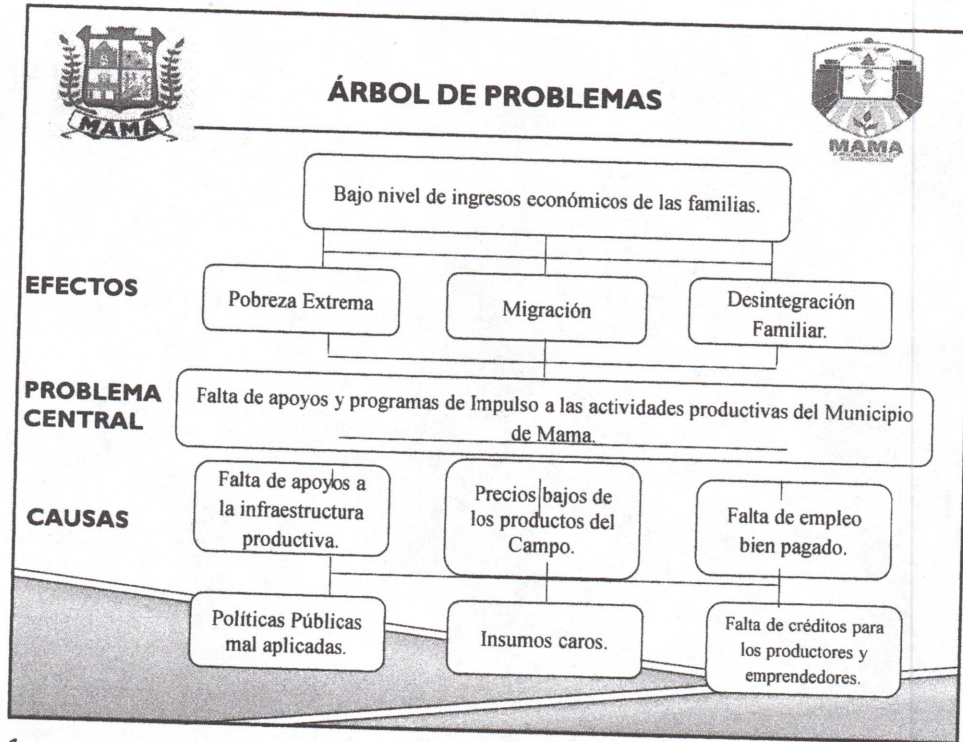 MAMA
ÁRBOL DE PROBLEMAS
MAMA
Bajo nivel de ingresos económicos de las familias.
EFECTOS
Pobreza Extrema
Migración
Desintegración
Familiar.
PROBLEMA
CENTRAL
Falta de apoyos y programas de Impulso a las actividades productivas del Municipio
de Mama.
CAUSAS
Falta de apoyos a
la infraestructura
productiva.
Precios bajos de
los productos del
Campo.
Falta de empleo
bien pagado.
Políticas Públicas
mal aplicadas.
Insumos caros.
Falta de créditos para
los productores y
emprendedores.